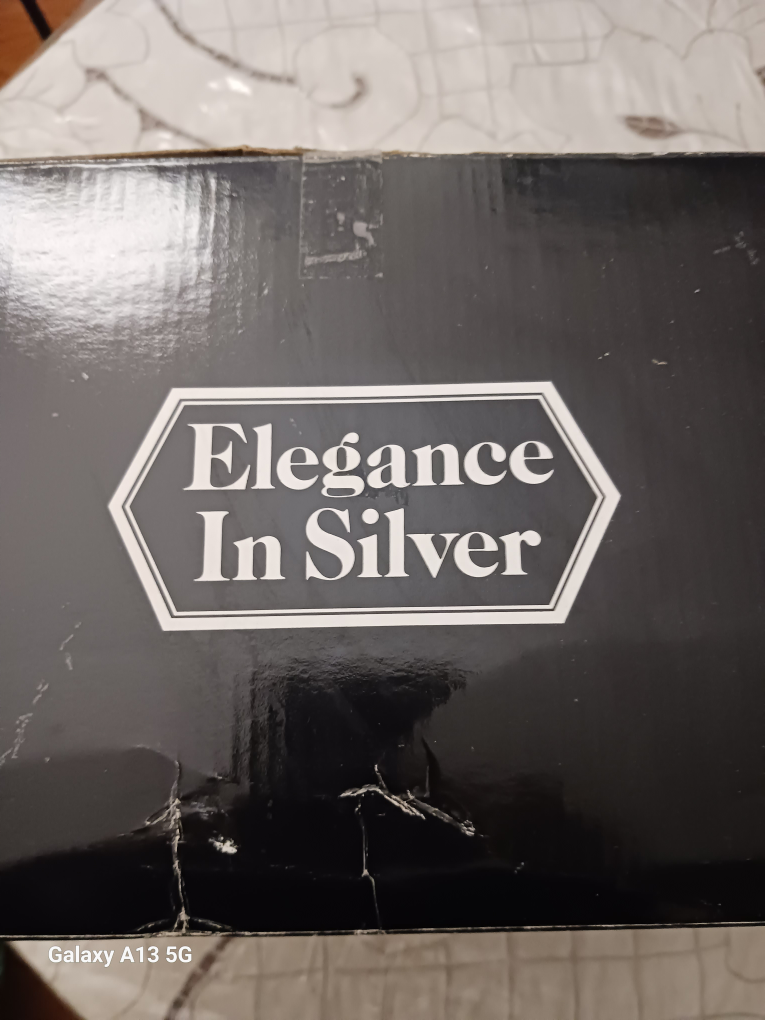 Elegance
In Silver
Galaxy A13 5G